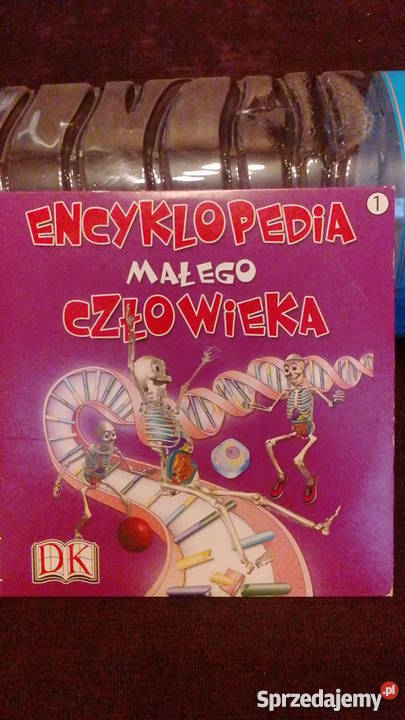 ENCYKLOPEDIA
1
MAŁEGO
CZŁOWIEKA
DK
Sprzedajemy.pl